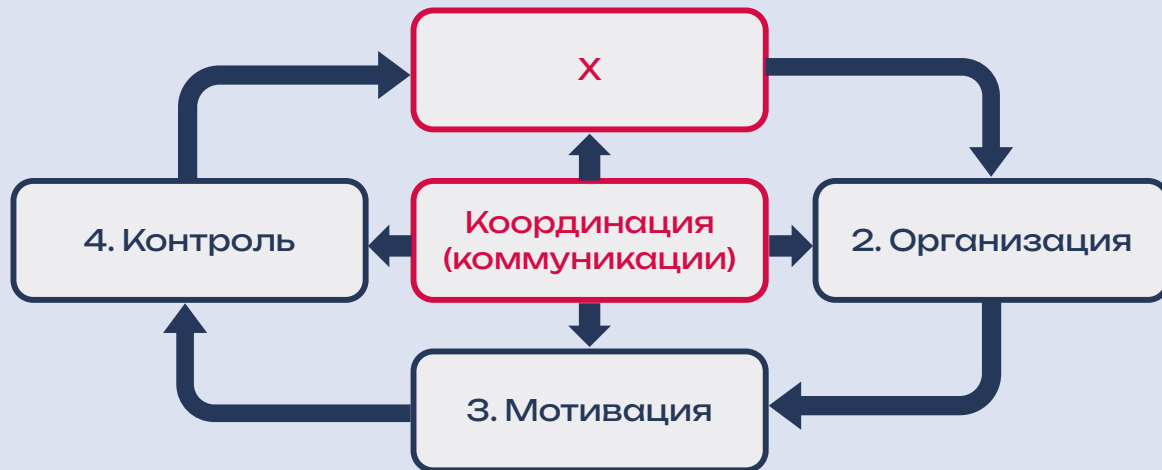 X
4. Контроль
Координация
(коммуникации)
2. Организация
3. Мотивация